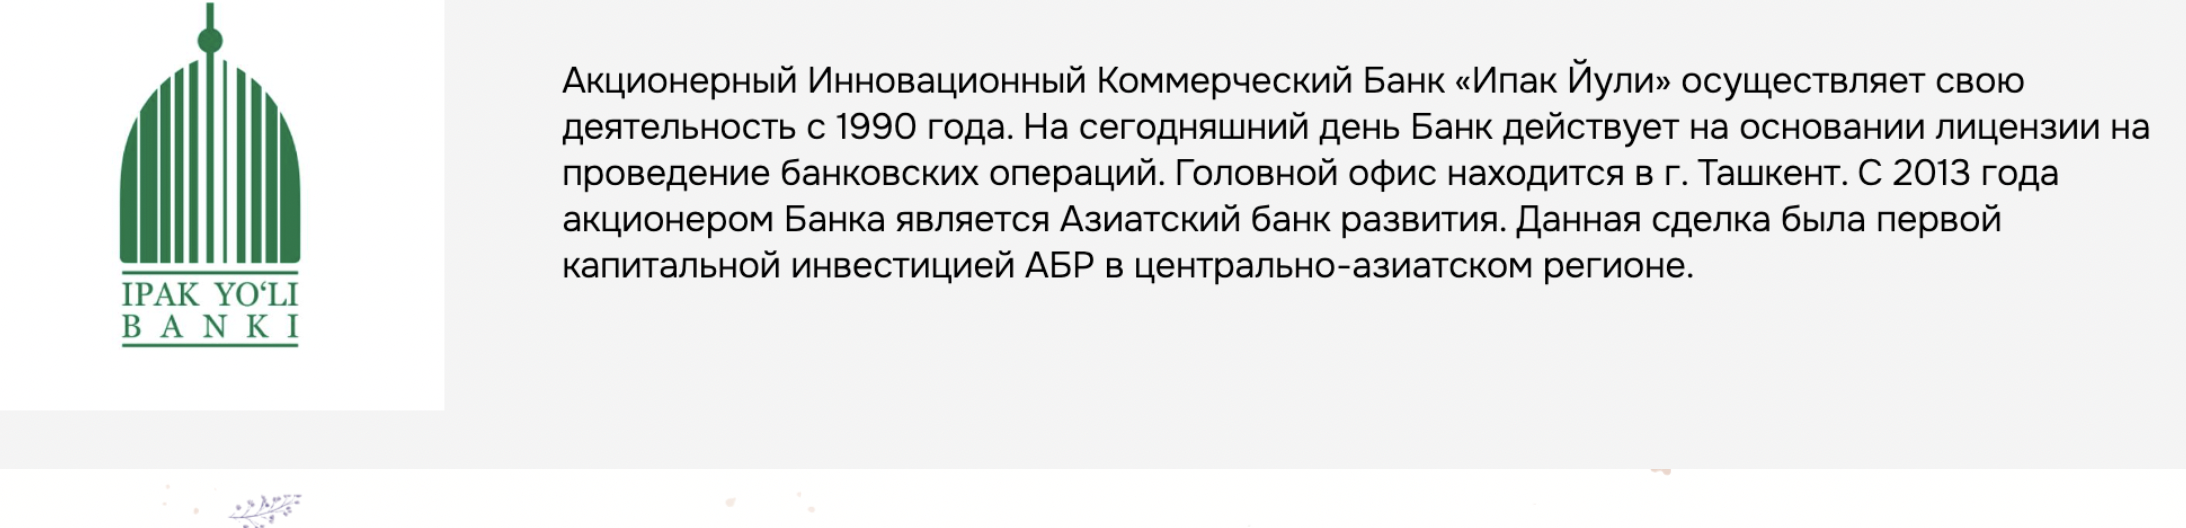 IPAK YO‘LI
BANKI
Акционерный Инновационный Коммерческий Банк «Ипак Йули» осуществляет свою
деятельность с 1990 года. На сегодняшний день Банк действует на основании лицензии на
проведение банковских операций. Головной офис находится в г. Ташкент. С 2013 года
акционером Банка является Азиатский банк развития. Данная сделка была первой
капитальной инвестицией АБР в центрально-азиатском регионе.